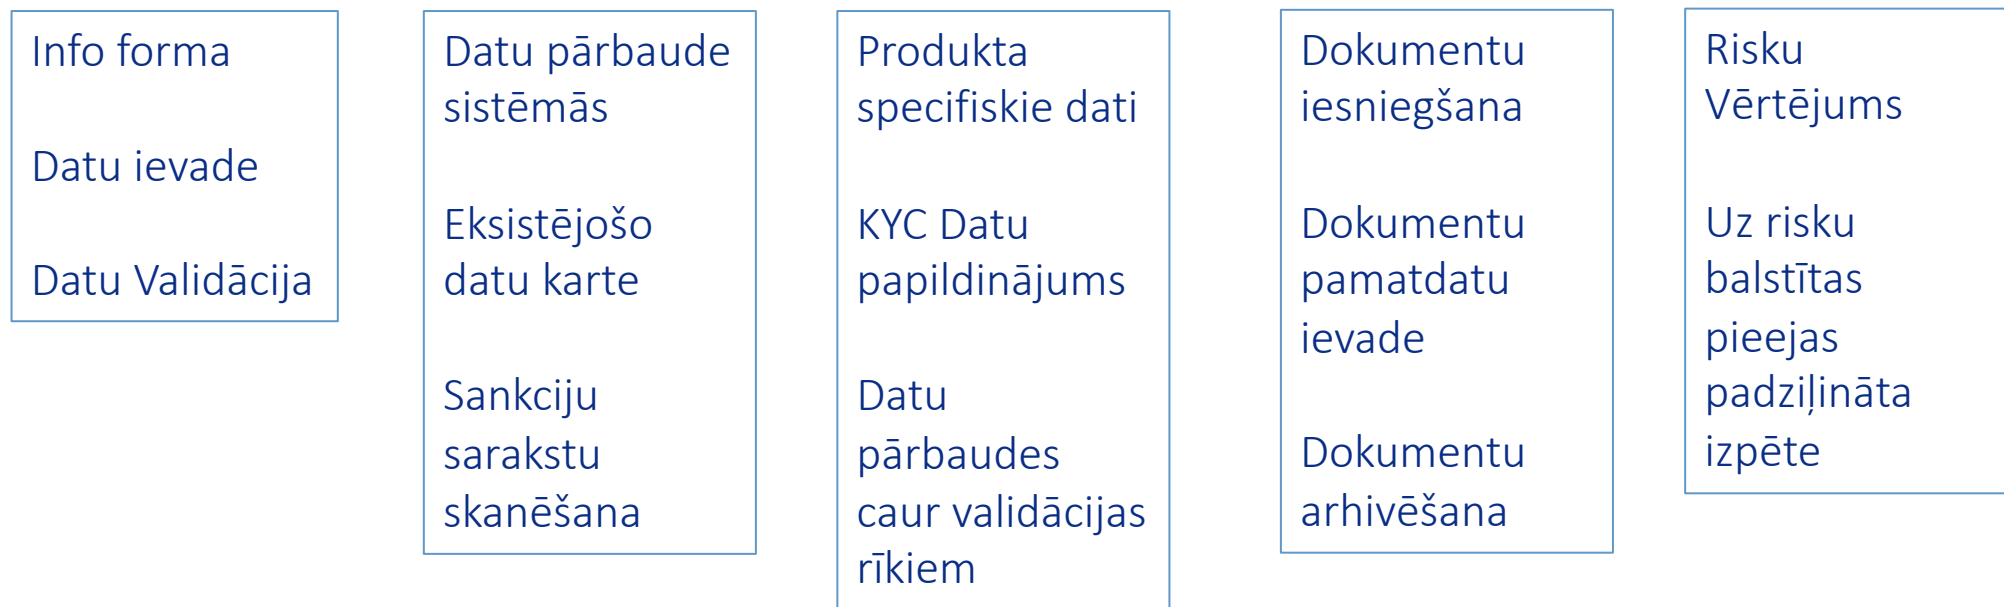 Info forma
Datu ievade
Datu Validācija
Datu pārbaude
sistēmās
Eksistējošo
datu karte
Sankciju
sarakstu
skanēšana
Produkta
specifiskie dati
KYC Datu
papildinājums
Datu
pārbaudes
caur validācijas
rīkiem
Dokumentu
iesniegšana
Dokumentu
pamatdatu
ievade
Dokumentu
arhivēšana
Risku
Vērtējums
Uz risku
balstītas
pieejas
padziļināta
izpēte